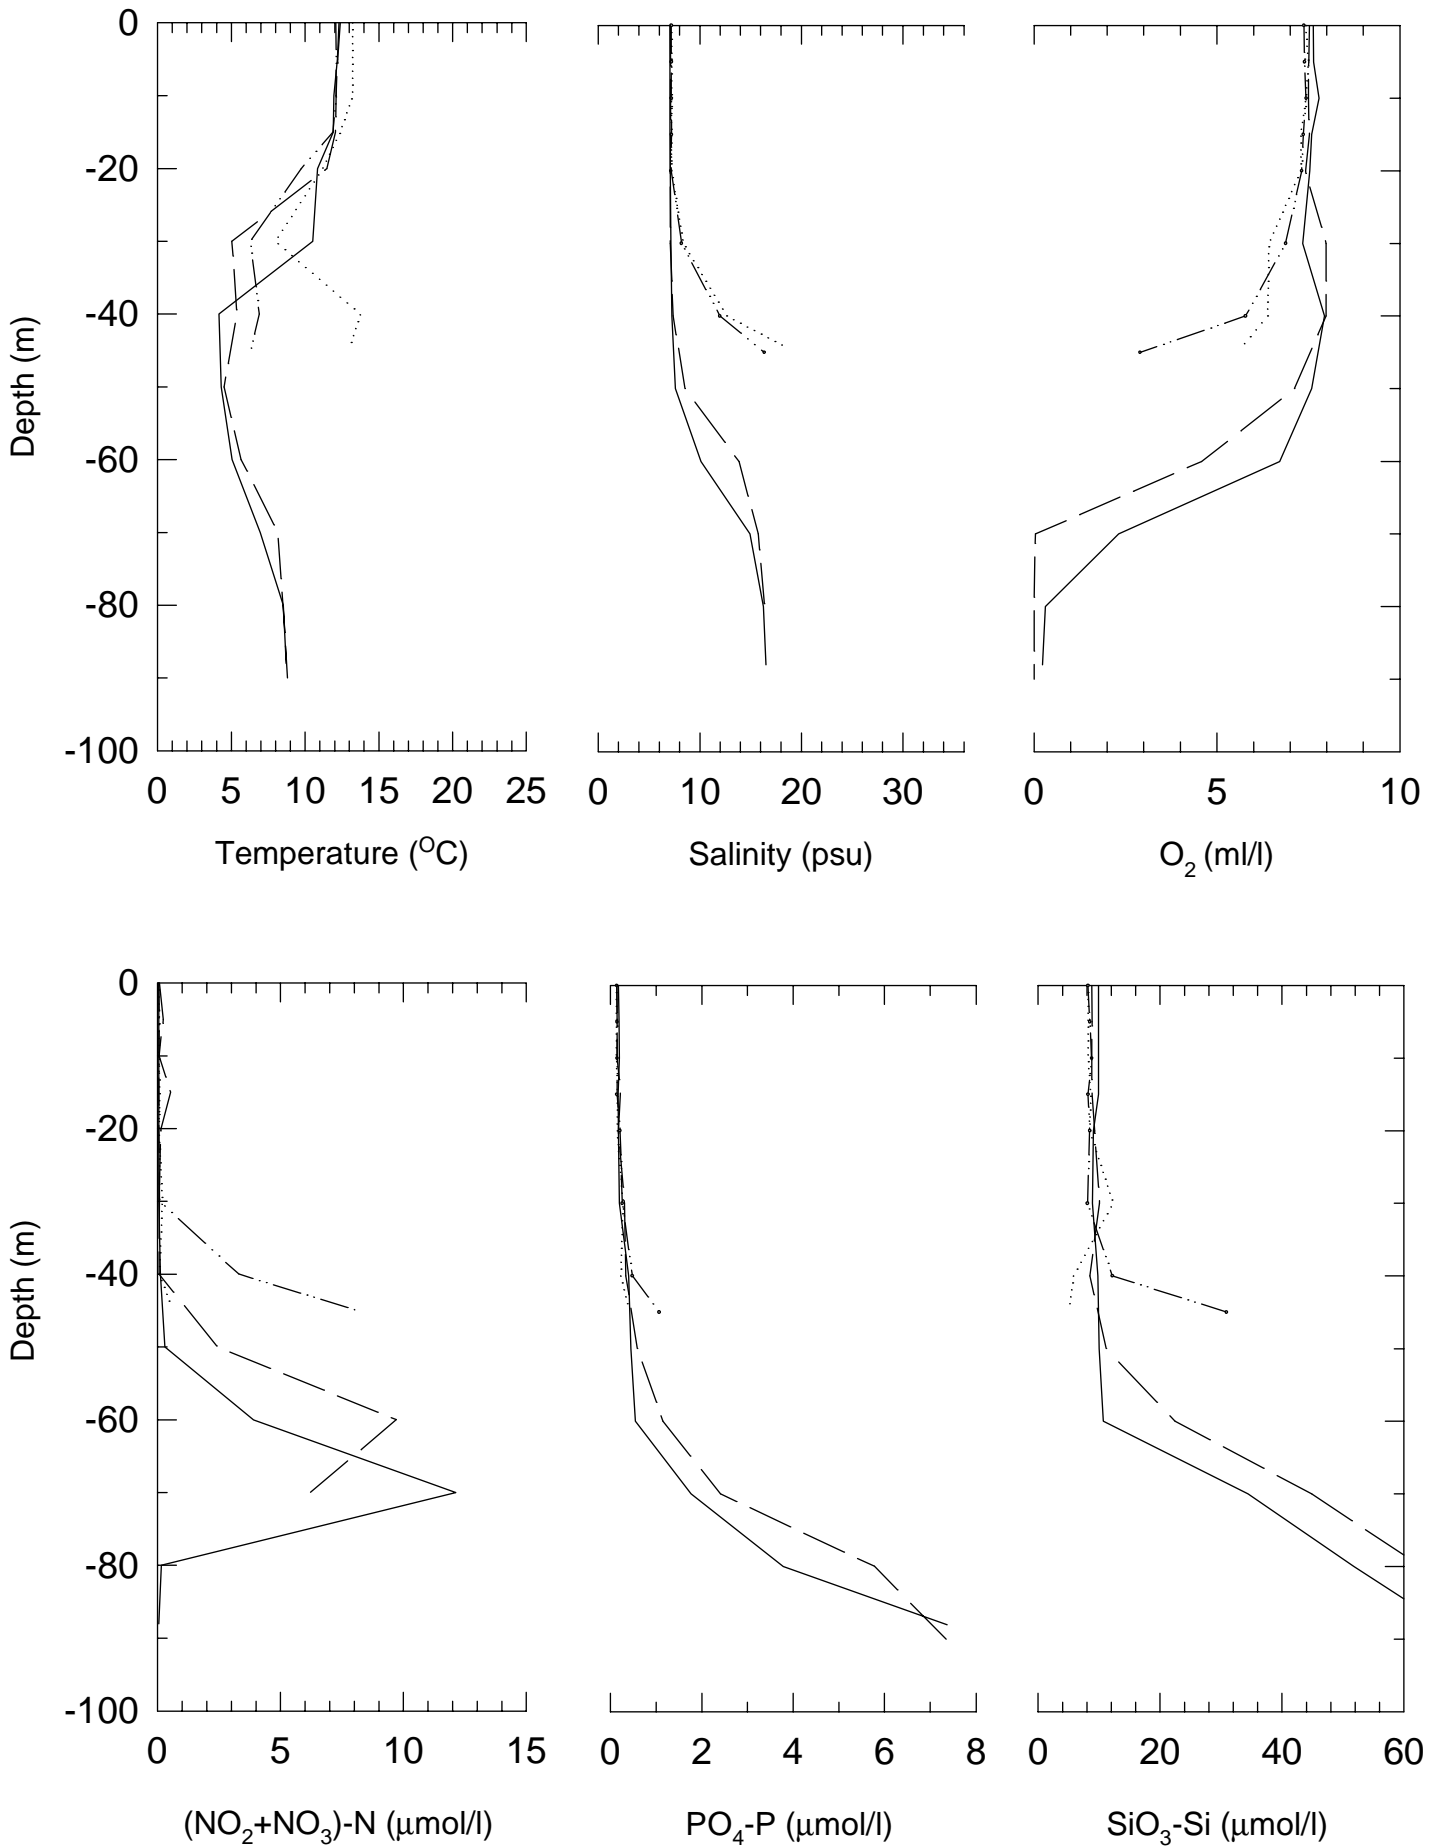 0
-20
-40
-60
-80
-100
Depth (m)
0 5 10 15 20 25
Temperature (ᴼC)
0 10 20 30
Salinity (psu)
0 5 10
O₂ (ml/l)
0
-20
-40
-60
-80
-100
Depth (m)
0 5 10 15
(NO₂+NO₃)-N (μmol/l)
0 2 4 6 8
PO₄-P (μmol/l)
0 20 40 60
SiO₃-Si (μmol/l)